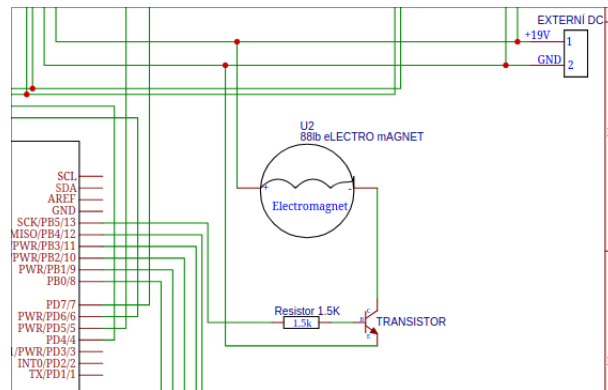 EXTERNÍ DC
+19V
1
GND
2
U2
88lb eLECTRO mAGNET
+
-
Electromagnet
SCL
SDA
AREF
GND
SCK/PB5/13
MISO/PB4/12
PWR/PB3/11
PWR/PB2/10
PWR/PB1/9
PB0/8
PD7/7
PWR/PD6/6
PWR/PD5/5
PD4/4
1/PWR/PD3/3
INT0/PD2/2
TX/PD1/1
Resistor 1.5K
1.5k
C
B
E
TRANSISTOR